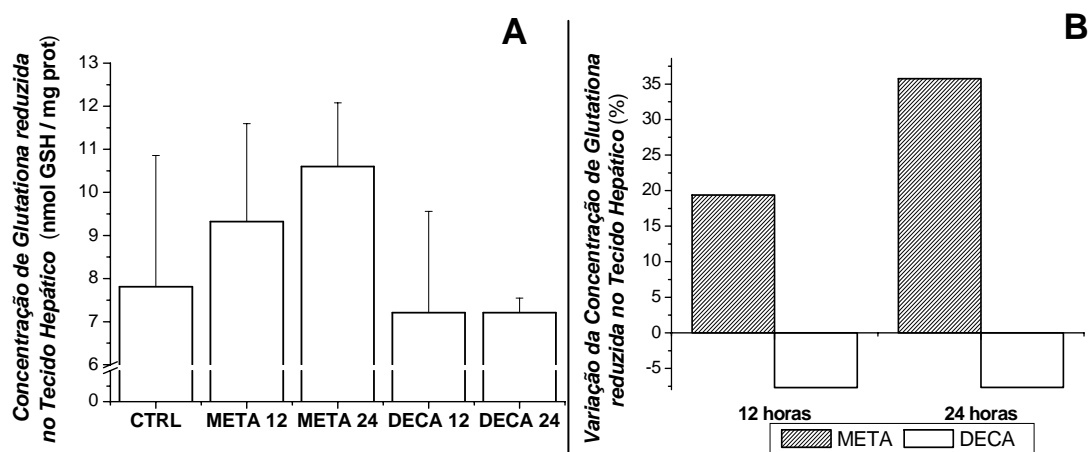 A
Concentração de Glutationa reduzida
no Tecido Hepático (nmol GSH / mg prot)
13
12
11
10
9
8
7
6
0
CTRL META 12 META 24 DECA 12 DECA 24
B
Variação da Concentração de Glutationa
reduzida no Tecido Hepático (%)
35
30
25
20
15
10
5
0
-5
12 horas 24 horas
META DECA